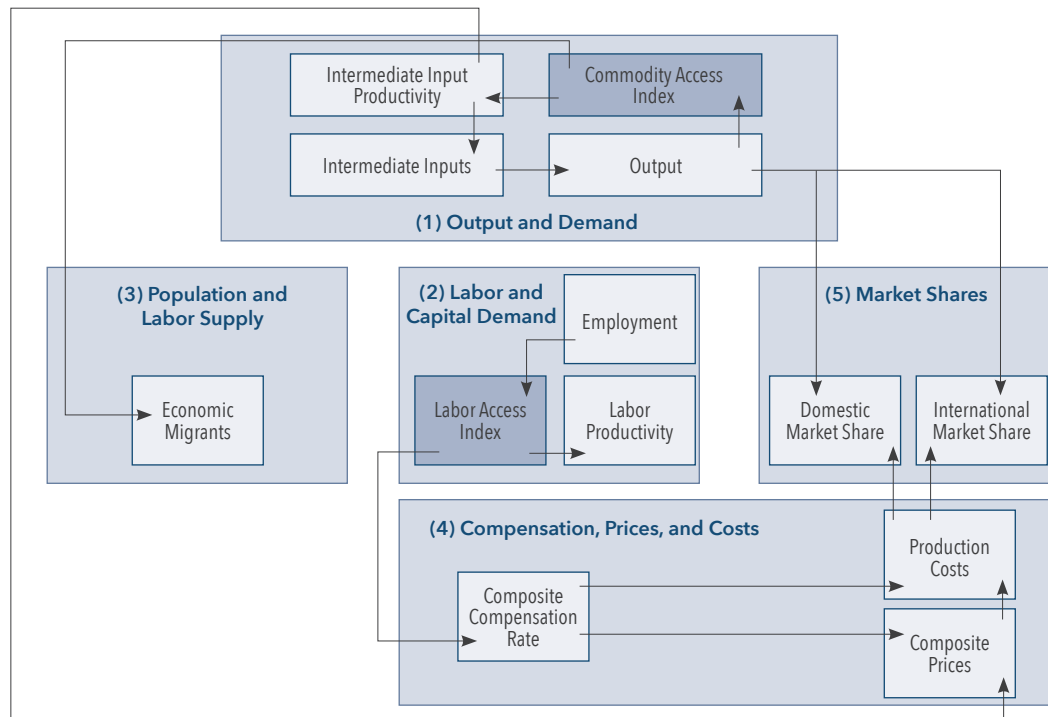 Intermediate Input
Productivity
Commodity Access
Index
Intermediate Inputs
Output
(1) Output and Demand
(3) Population and
Labor Supply
Economic
Migrants
(2) Labor and
Capital Demand
Employment
Labor Access
Index
Labor
Productivity
(5) Market Shares
Domestic
Market Share
International
Market Share
(4) Compensation, Prices, and Costs
Composite
Compensation
Rate
Production
Costs
Composite
Prices